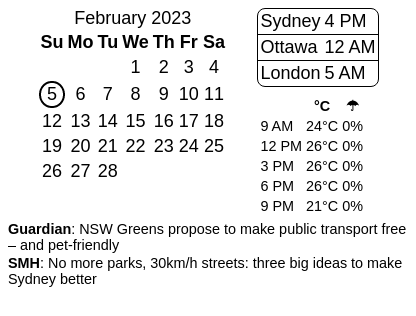 February 2023
Su Mo Tu We Th Fr Sa
1 2 3 4
5 6 7 8 9 10 11
12 13 14 15 16 17 18
19 20 21 22 23 24 25
26 27 28
Sydney 4 PM
Ottawa 12 AM
London 5 AM
°C ☂
9 AM 24°C 0%
12 PM 26°C 0%
3 PM 26°C 0%
6 PM 26°C 0%
9 PM 21°C 0%
Guardian: NSW Greens propose to make public transport free
– and pet-friendly
SMH: No more parks, 30km/h streets: three big ideas to make
Sydney better